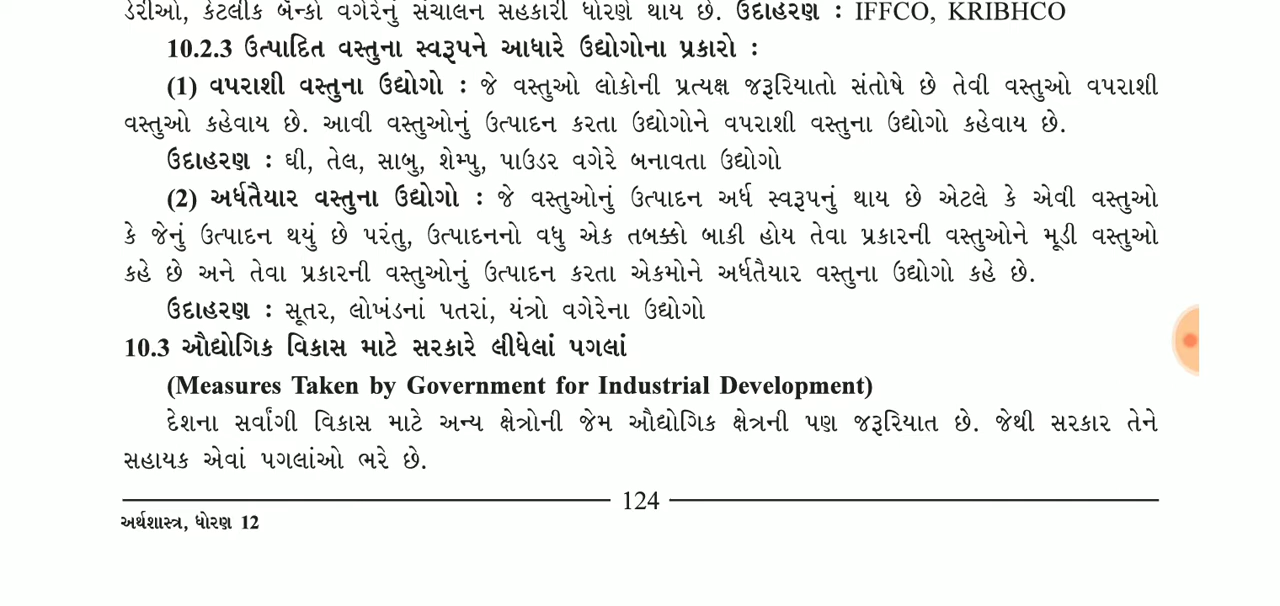 ડેરીઓ, કેટલીક બૅન્કો વગેરેનું સંચાલન સહકારી ધોરણે થાય છે. ઉદાહરણ : IFFCO, KRIBHCO
10.2.3 ઉત્પાદિત વસ્તુના સ્વરૂપને આધારે ઉદ્યોગોના પ્રકારો :
(1) વપરાશી વસ્તુના ઉદ્યોગો : જે વસ્તુઓ લોકોની પ્રત્યક્ષ જરૂરિયાતો સંતોષે છે તેવી વસ્તુઓ વપરાશી
વસ્તુઓ કહેવાય છે. આવી વસ્તુઓનું ઉત્પાદન કરતા ઉદ્યોગોને વપરાશી વસ્તુના ઉદ્યોગો કહેવાય છે.
ઉદાહરણ : ઘી, તેલ, સાબુ, શેમ્પુ, પાઉડર વગેરે બનાવતા ઉદ્યોગો
(2) અર્ધતૈયાર વસ્તુના ઉદ્યોગો : જે વસ્તુઓનું ઉત્પાદન અર્ધ સ્વરૂપનું થાય છે એટલે કે એવી વસ્તુઓ
કે જેનું ઉત્પાદન થયું છે પરંતુ, ઉત્પાદનનો વધુ એક તબક્કો બાકી હોય તેવા પ્રકારની વસ્તુઓને મૂડી વસ્તુઓ
કહે છે અને તેવા પ્રકારની વસ્તુઓનું ઉત્પાદન કરતા એકમોને અર્ધતૈયાર વસ્તુના ઉદ્યોગો કહે છે.
ઉદાહરણ : સૂતર, લોખંડનાં પતરાં, યંત્રો વગેરેના ઉદ્યોગો
10.3 ઔદ્યોગિક વિકાસ માટે સરકારે લીધેલાં પગલાં
(Measures Taken by Government for Industrial Development)
દેશના સર્વાંગી વિકાસ માટે અન્ય ક્ષેત્રોની જેમ ઔદ્યોગિક ક્ષેત્રની પણ જરૂરિયાત છે. જેથી સરકાર તેને
સહાયક એવાં પગલાંઓ ભરે છે.
124
અર્થશાસ્ત્ર, ધોરણ 12